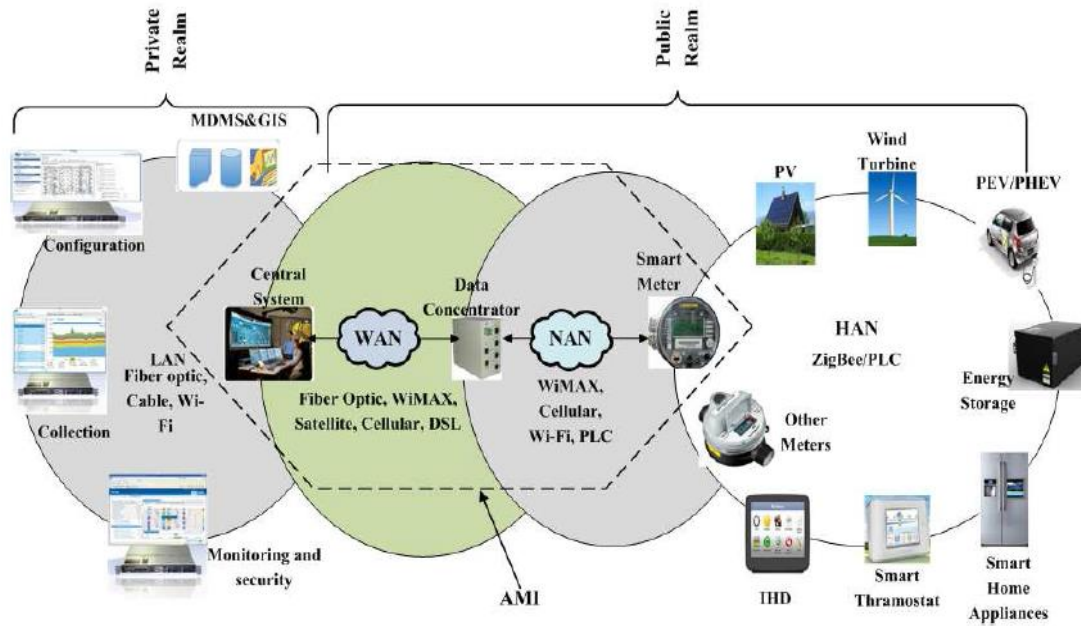 Private
Realm
Public
Realm
MDMS&GIS
Configuration
Collection
Monitoring and
security
LAN
Fiber optic,
Cable, Wi-
Fi
Central
System
WAN
Fiber Optic, WiMAX,
Satellite, Cellular, DSL
Data
Concentrator
NAN
WiMAX,
Cellular,
Wi-Fi, PLC
Smart
Meter
AMI
PV
Wind
Turbine
PEV/PHEV
HAN
ZigBee/PLC
Energy
Storage
Other
Meters
IHD
Smart
Thramostat
Smart
Home
Appliances